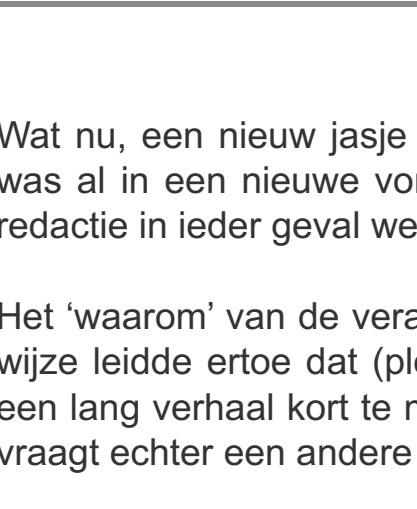 Wat nu, een nieuw jasje
was al in een nieuwe vor
redactie in ieder geval we
Het ‘waarom’ van de vera
wijze leidde ertoe dat (pl
een lang verhaal kort te
vraagt echter een andere